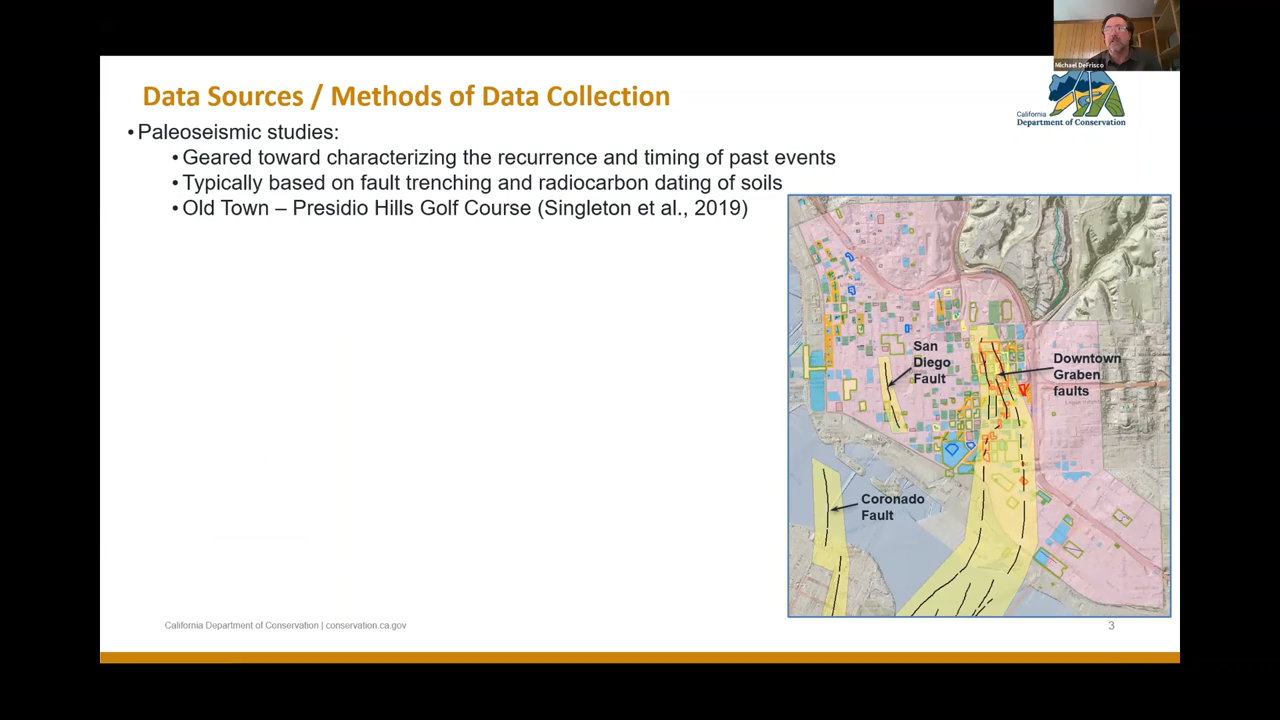 Michael DeFrisco
Data Sources / Methods of Data Collection
California
Department of Conservation
• Paleoseismic studies:
• Geared toward characterizing the recurrence and timing of past events
• Typically based on fault trenching and radiocarbon dating of soils
• Old Town – Presidio Hills Golf Course (Singleton et al., 2019)
San
Diego
Fault
Downtown
Graben
faults
Coronado
Fault
California Department of Conservation | conservation.ca.gov
3